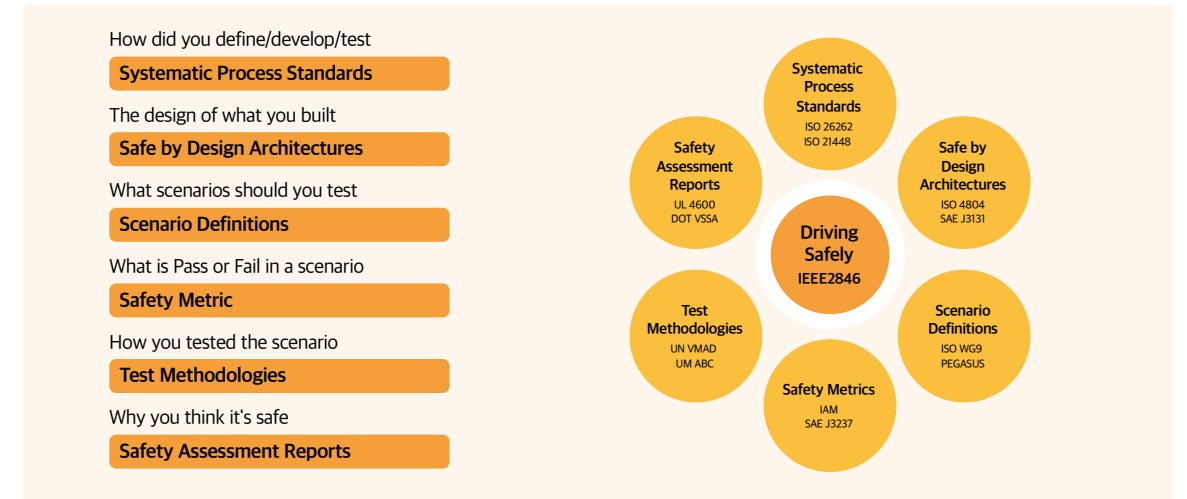 How did you define/develop/test
Systematic Process Standards
The design of what you built
Safe by Design Architectures
What scenarios should you test
Scenario Definitions
What is Pass or Fail in a scenario
Safety Metric
How you tested the scenario
Test Methodologies
Why you think it's safe
Safety Assessment Reports
Systematic
Process
Standards
ISO 26262
ISO 21448
Safe by
Design
Architectures
ISO 4804
SAE J3131
Scenario
Definitions
ISO WG9
PEGASUS
Safety Metrics
IAM
SAE J3237
Test
Methodologies
UN VMAD
UM ABC
Safety
Assessment
Reports
UL 4600
DOT VSSA
Driving
Safely
IEEE2846